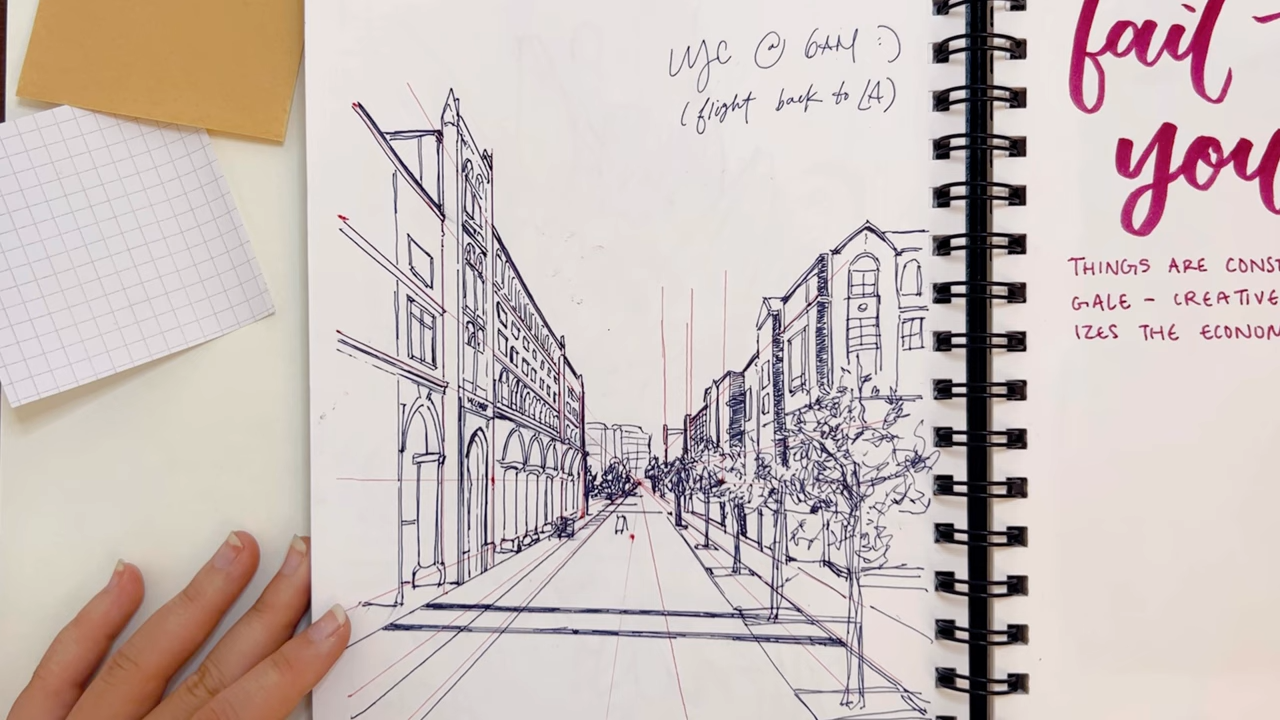 NYC @ 6AM :)
(flight back to LA)
fail -
you
THINGS ARE CONST
GALE - CREATIVE
IZES THE ECONOM